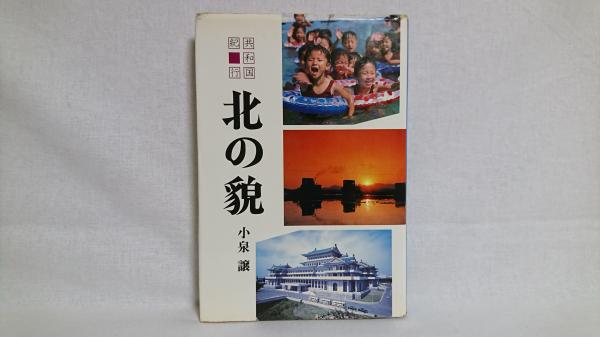 共和国
紀行
北の貌
小泉 譲